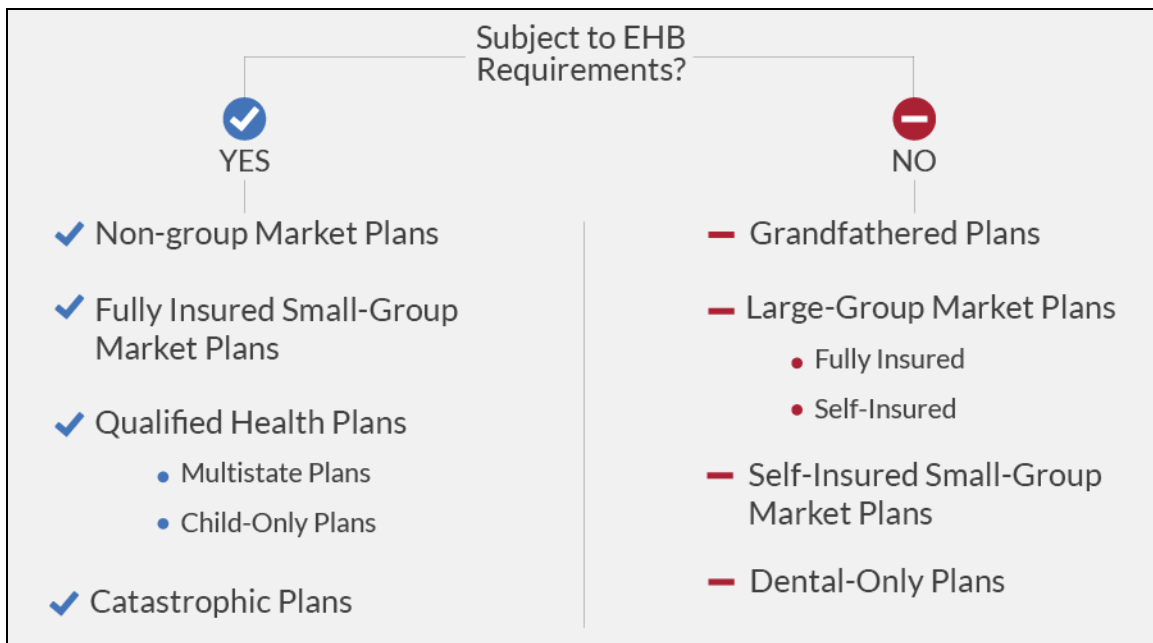 Subject to EHB
Requirements?
YES
Non-group Market Plans
Fully Insured Small-Group
Market Plans
Qualified Health Plans
Multistate Plans
Child-Only Plans
Catastrophic Plans
NO
Grandfathered Plans
Large-Group Market Plans
Fully Insured
Self-Insured
Self-Insured Small-Group
Market Plans
Dental-Only Plans